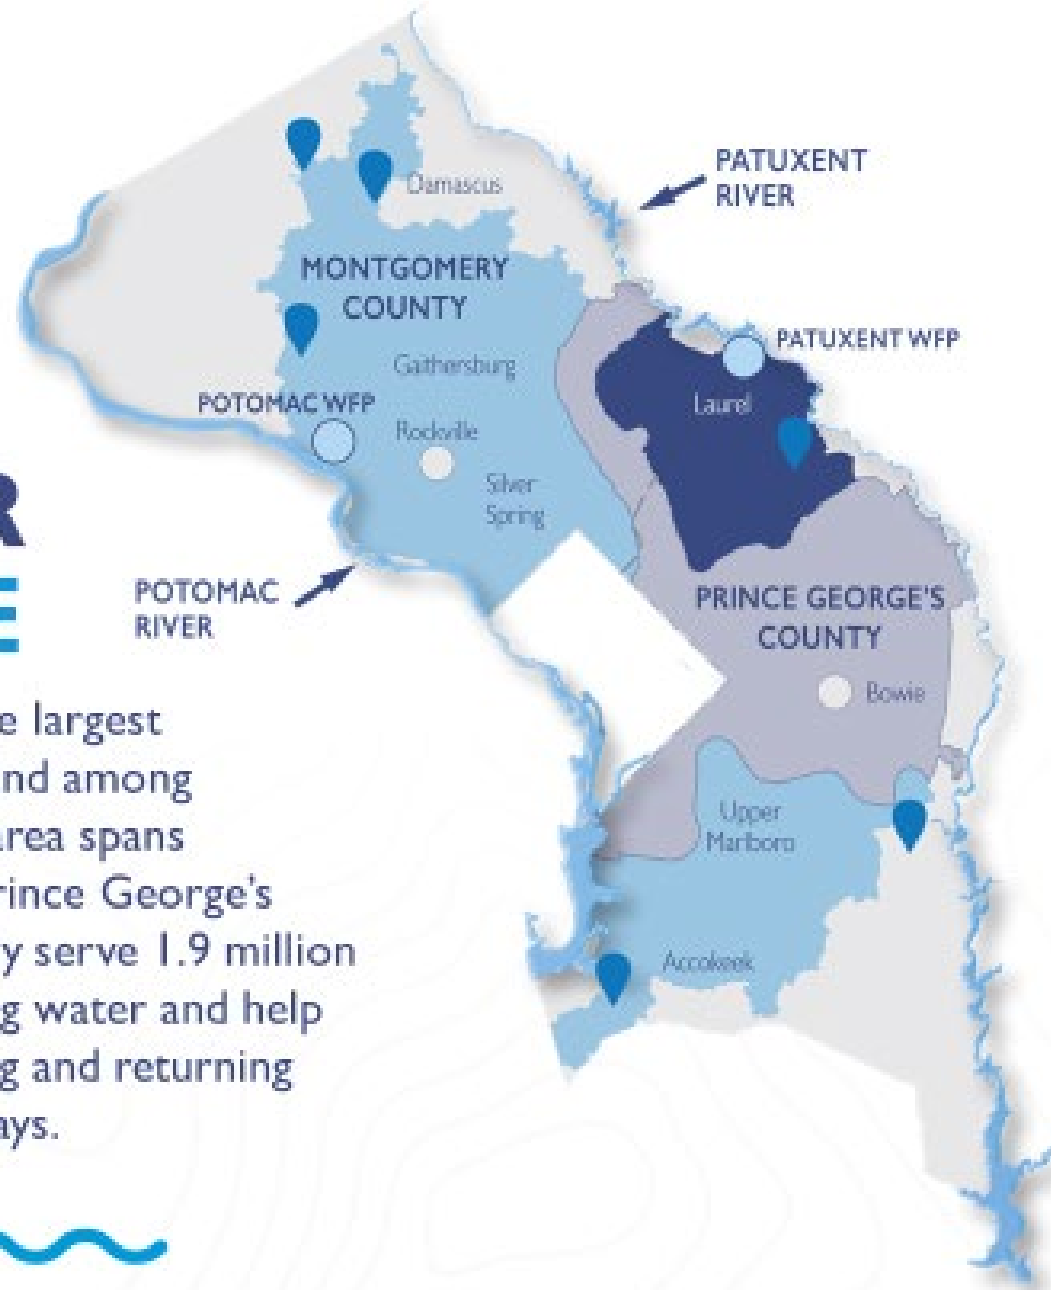 PATUXENT
RIVER
Damascus
MONTGOMERY
COUNTY
PATUXENT WFP
Gaithersburg
POTOMAC WFP
Laurel
Rockville
Silver
Spring
R
E
POTOMAC
RIVER
PRINCE GEORGE'S
COUNTY
Bowie
e largest
nd among
area spans
rince George's
y serve 1.9 million
g water and help
g and returning
ays.
Upper
Marlboro
Accokeek